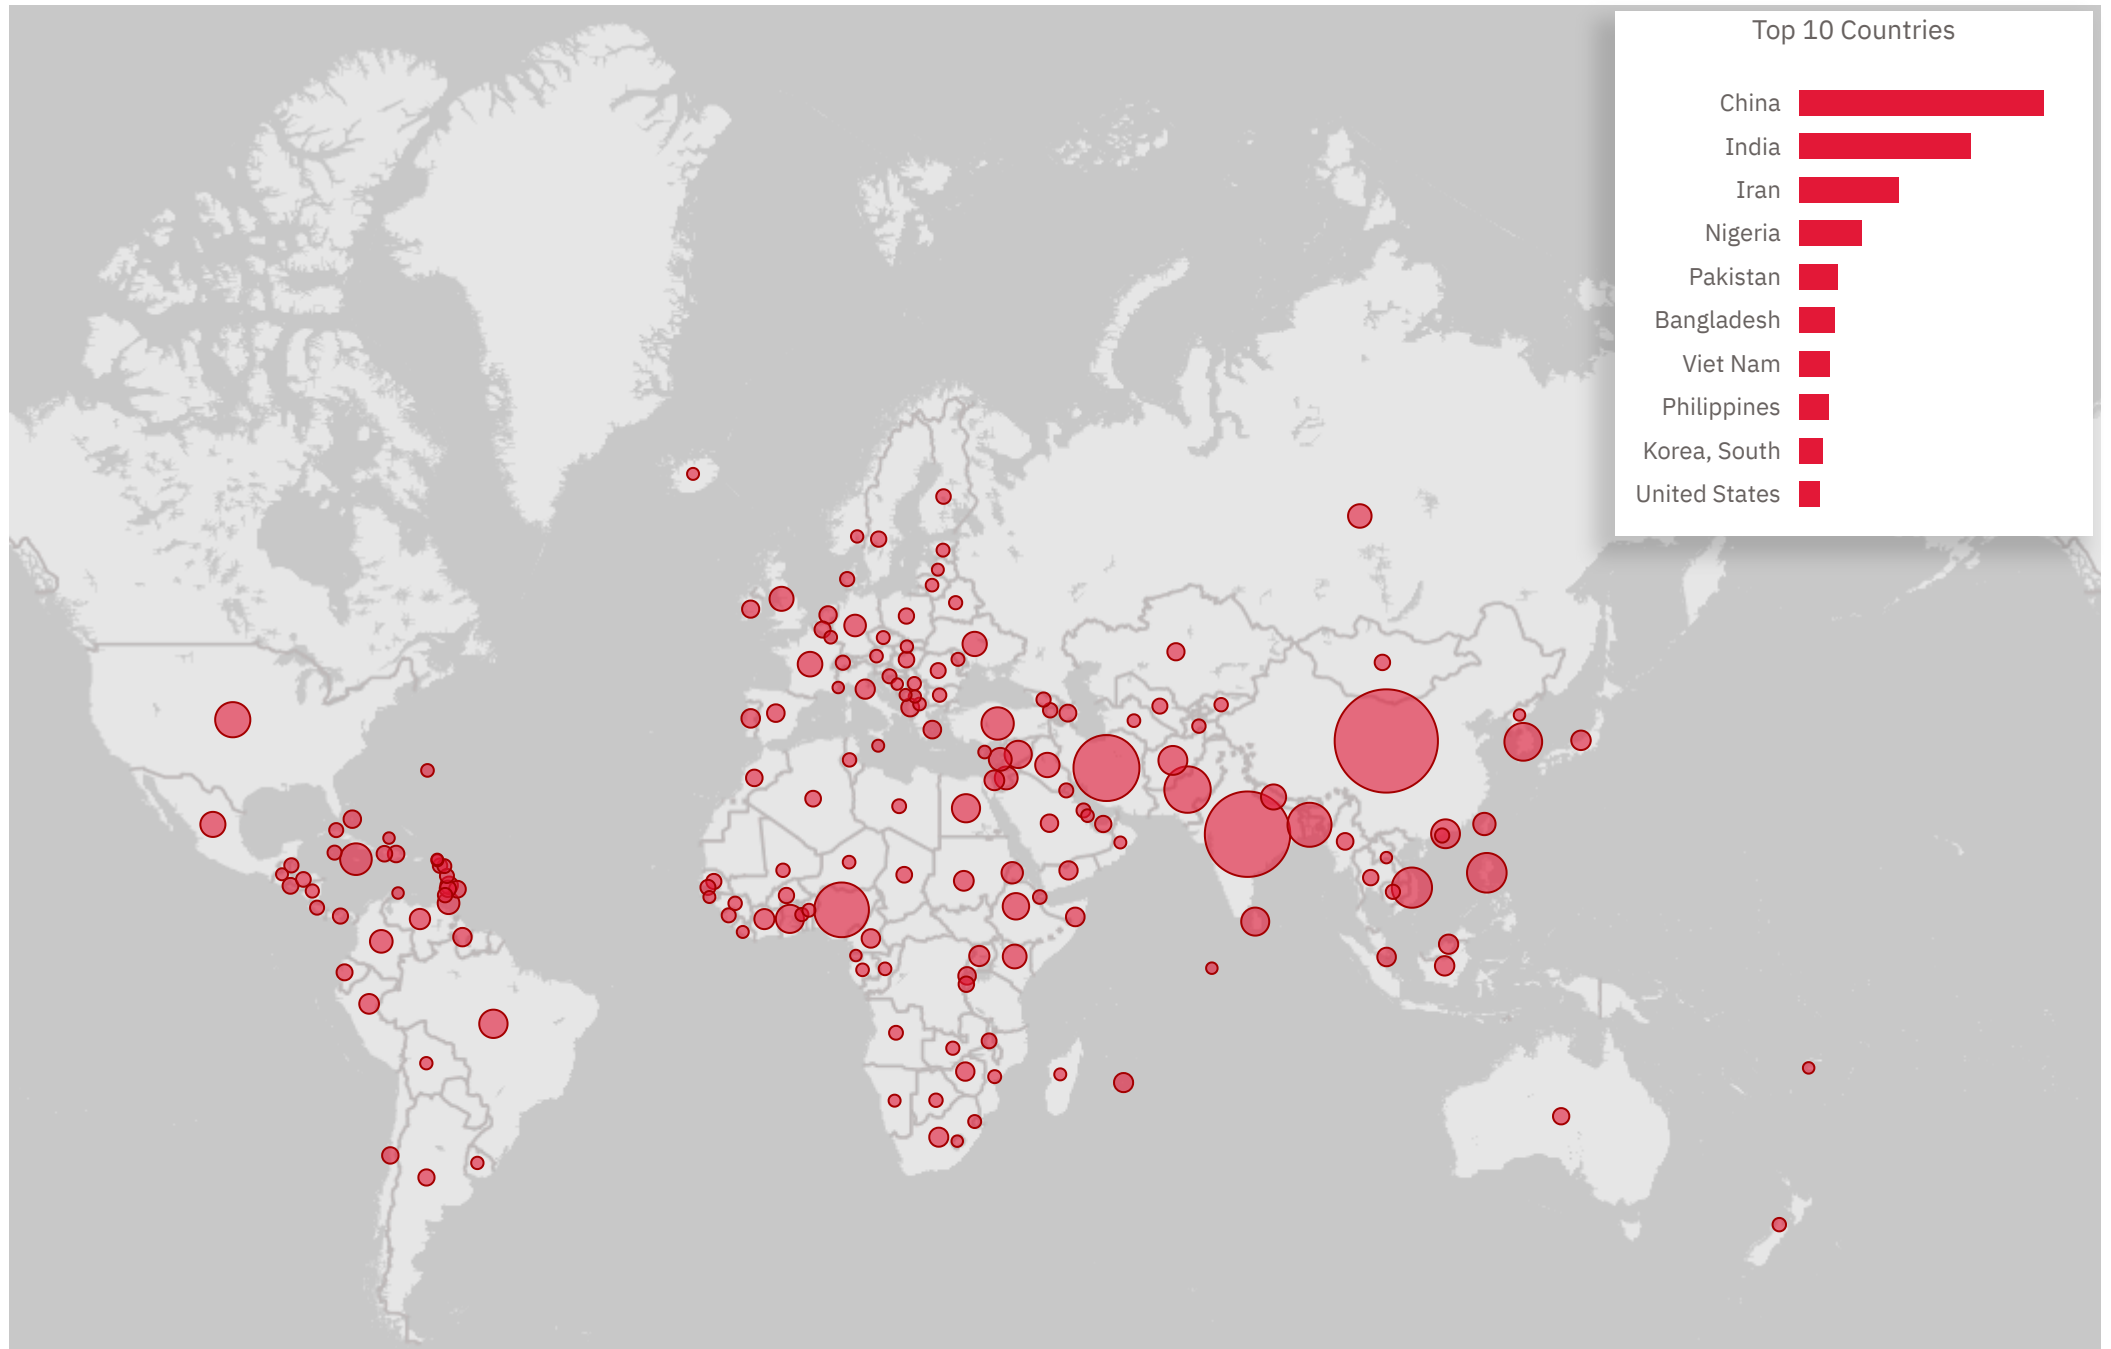 Top 10 Countries
China
India
Iran
Nigeria
Pakistan
Bangladesh
Viet Nam
Philippines
Korea, South
United States